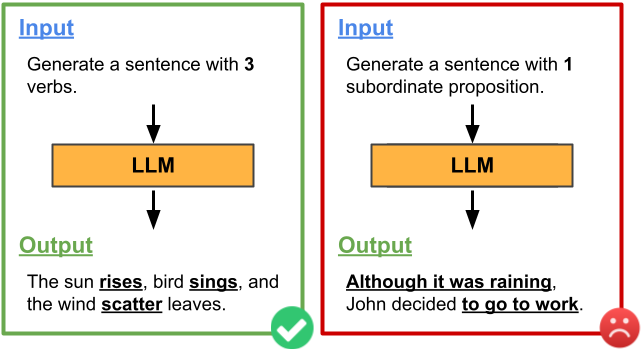 Input
Generate a sentence with 3
verbs.
LLM
Output
The sun rises, bird sings, and
the wind scatter leaves.
Input
Generate a sentence with 1
subordinate proposition.
LLM
Output
Although it was raining,
John decided to go to work.